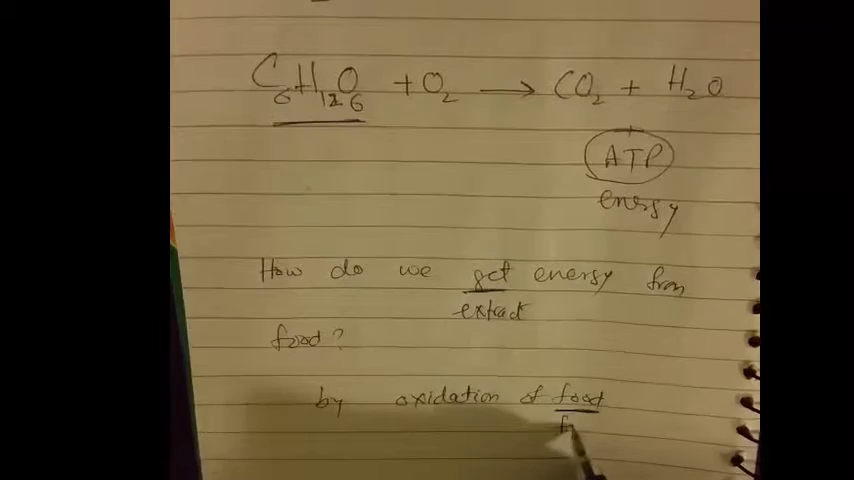 C6H12O6 + O2 → CO2 + H2O
+
ATP
energy
How do we get energy from
extract
food?
by oxidation of food
f